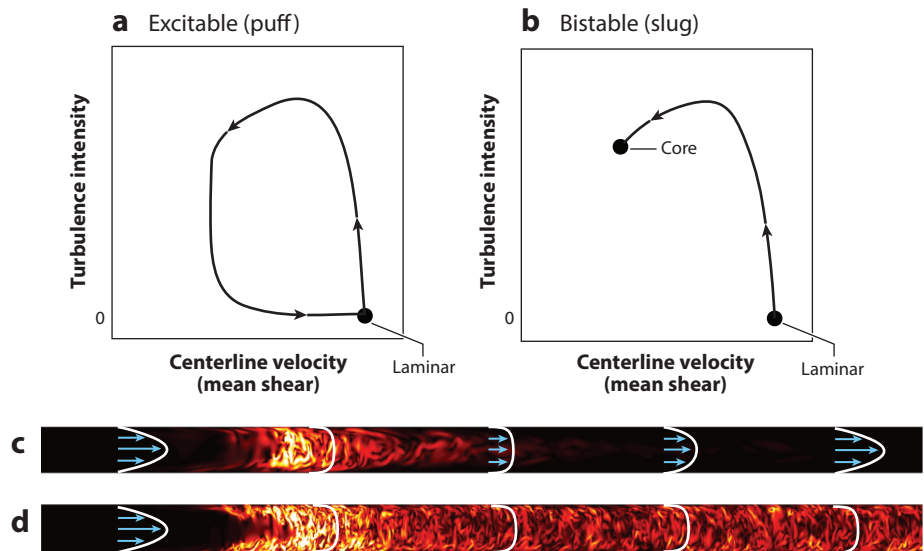 a Excitable (puff)
b Bistable (slug)
Turbulence intensity
0
Centerline velocity
(mean shear)
Laminar
Turbulence intensity
Core
0
Centerline velocity
(mean shear)
Laminar
c
d